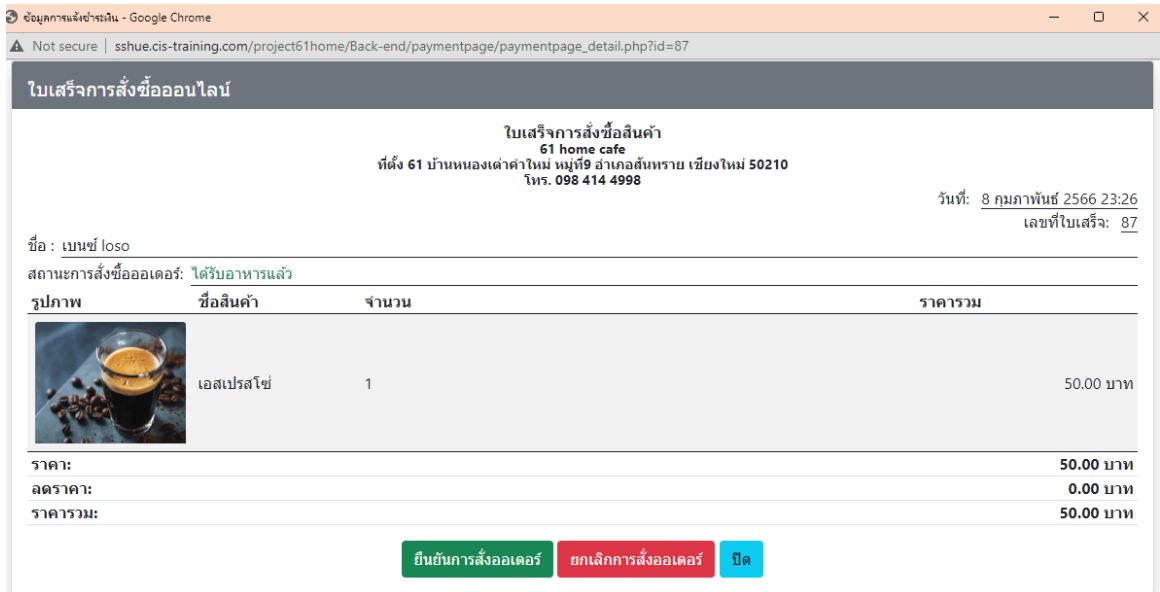 ข้อมูลการแจ้งชำระเงิน - Google Chrome
Not secure | sshue.cis-training.com/project61home/Back-end/paymentpage/paymentpage_detail.php?id=87
ใบเสร็จการสั่งซื้อออนไลน์
ใบเสร็จการสั่งซื้อสินค้า
61 home cafe
ที่ตั้ง 61 บ้านหนองเต่าคำใหม่ หมู่ที่9 อำเภอสันทราย เชียงใหม่ 50210
โทร. 098 414 4998
วันที่: 8 กุมภาพันธ์ 2566 23:26
เลขที่ใบเสร็จ: 87
ชื่อ : เบนซ์ loso
สถานะการสั่งซื้อออเดอร์: ได้รับอาหารแล้ว
รูปภาพ ชื่อสินค้า จำนวน ราคารวม
เอสเปรสโซ่ 1 50.00 บาท
ราคา: 50.00 บาท
ลดราคา: 0.00 บาท
ราคารวม: 50.00 บาท
ยืนยันการสั่งออเดอร์ ยกเลิกการสั่งออเดอร์ ปิด